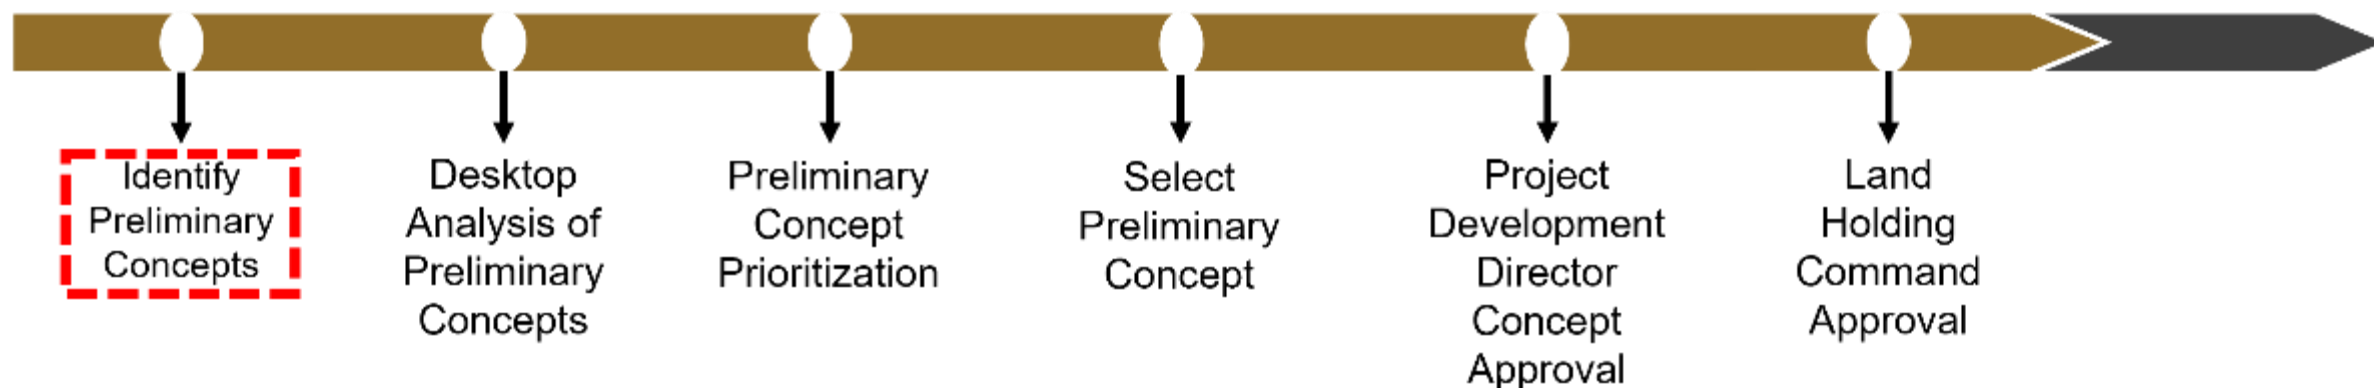 Identify
Preliminary
Concepts
Desktop
Analysis of
Preliminary
Concepts
Preliminary
Concept
Prioritization
Select
Preliminary
Concept
Project
Development
Director
Concept
Approval
Land
Holding
Command
Approval